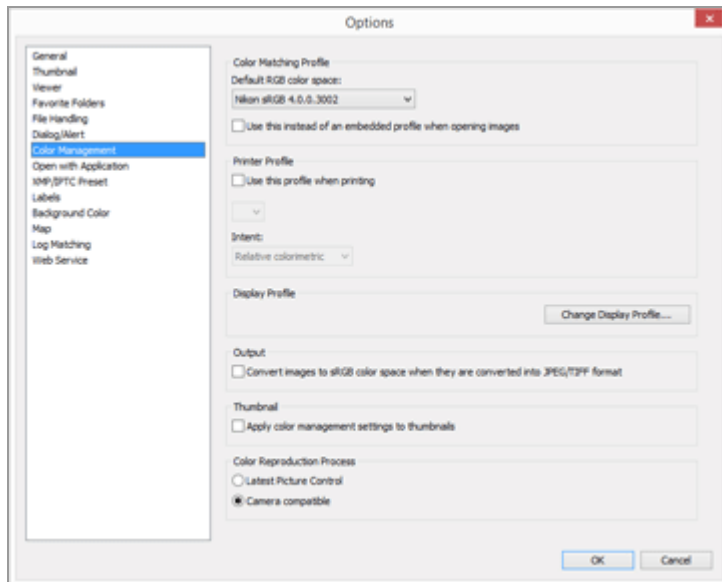 Options
General
Thumbnail
Viewer
Favorite Folders
File Handling
Dialog/Alert
Color Management
Open with Application
XMP/IPTC Preset
Labels
Background Color
Map
Log Matching
Web Service
Color Matching Profile
Default RGB color space:
Nikon sRGB 4.0.0.3002
Use this instead of an embedded profile when opening images
Printer Profile
Use this profile when printing
Intent:
Relative colorimetric
Display Profile
Change Display Profile...
Output
Convert images to sRGB color space when they are converted into JPEG/TIFF format
Thumbnail
Apply color management settings to thumbnails
Color Reproduction Process
Latest Picture Control
Camera compatible
OK Cancel